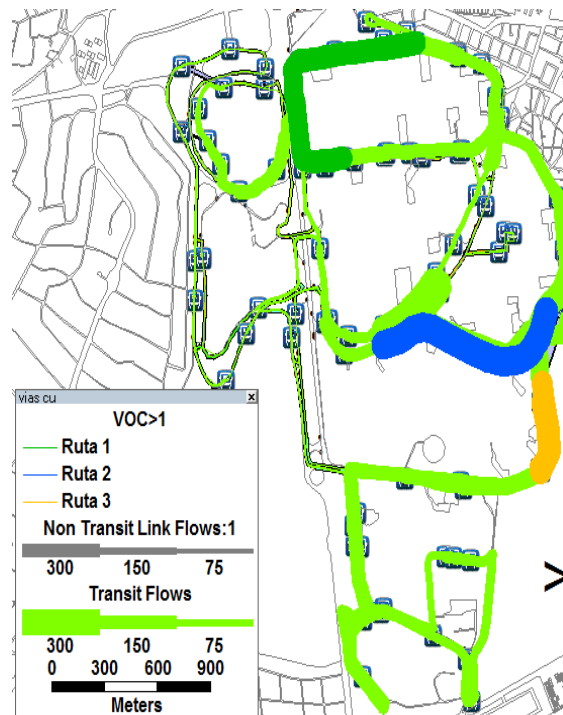 vias cu x
VOC>1
Ruta 1
Ruta 2
Ruta 3
Non Transit Link Flows:1
300 150 75
Transit Flows
300 150 75
0 300 600 900
Meters
>